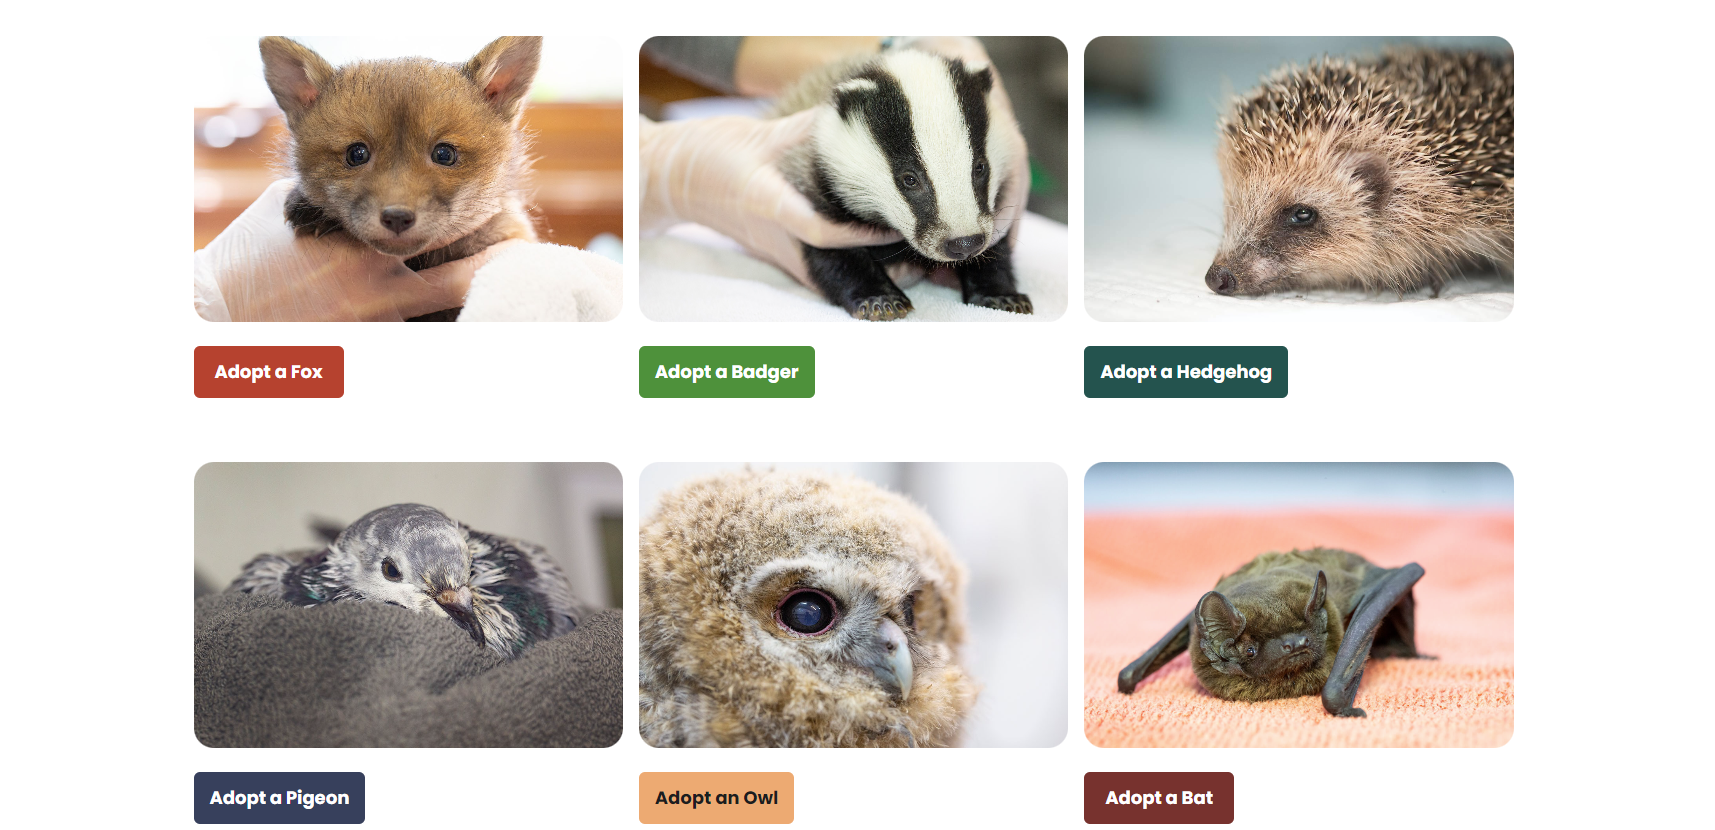 Adopt a Fox
Adopt a Badger
Adopt a Hedgehog
Adopt a Pigeon
Adopt an Owl
Adopt a Bat